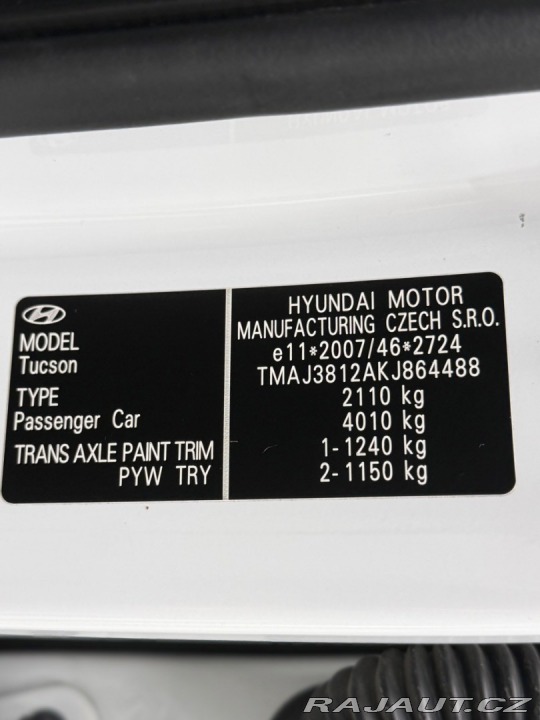 MODEL
Tucson
TYPE
Passenger Car
TRANS AXLE PAINT TRIM
PYW TRY
HYUNDAI MOTOR
MANUFACTURING CZECH S.R.O.
e11*2007/46*2724
TMAJ3812AKJ864488
2110 kg
4010 kg
1-1240 kg
2-1150 kg
RAJAUT.CZ